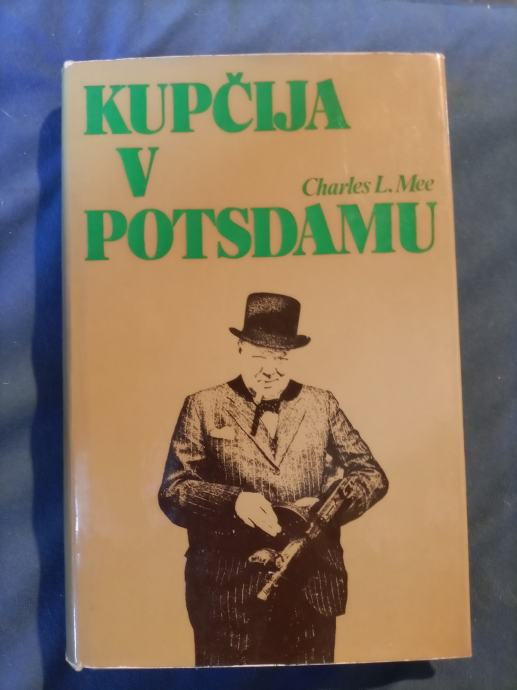 KUPČIJA
V
Charles L. Mee
POTSDAMU